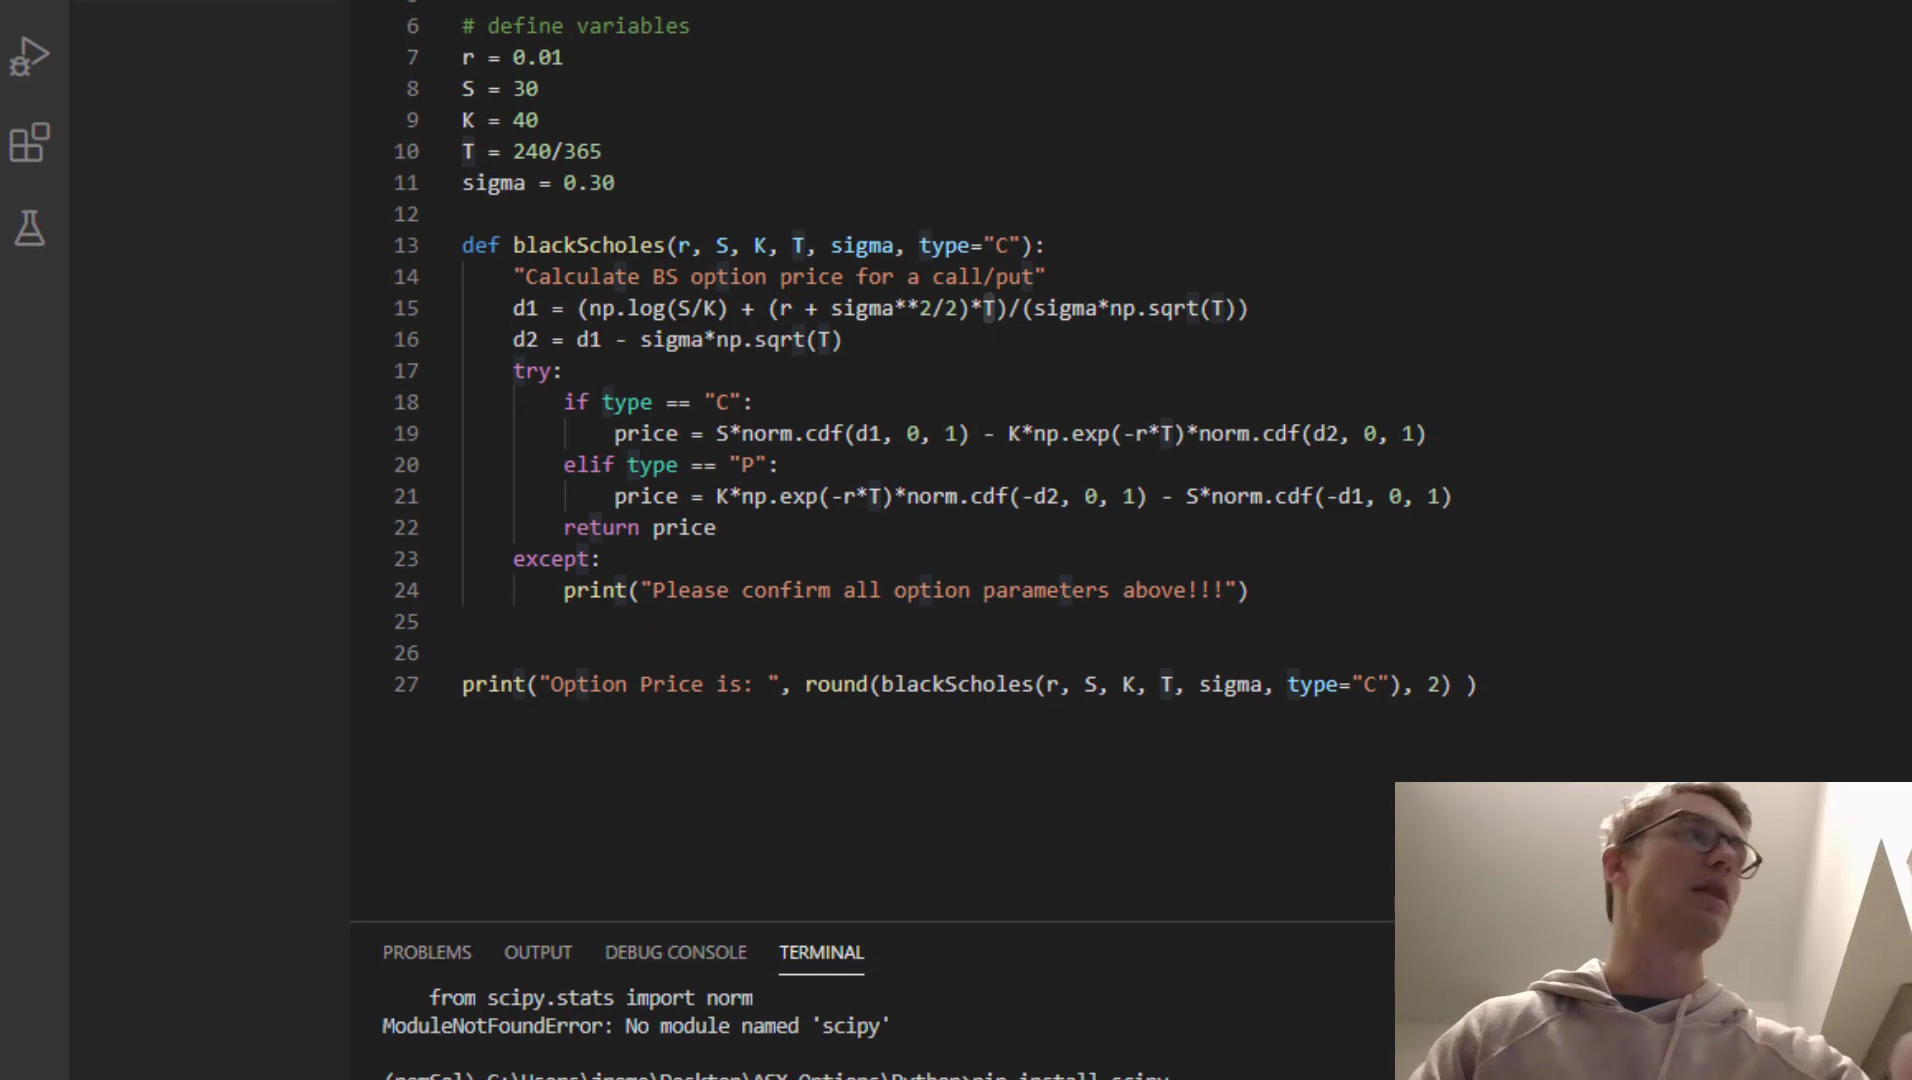 6 # define variables
7 r = 0.01
8 S = 30
9 K = 40
10 T = 240/365
11 sigma = 0.30
12
13 def blackScholes(r, S, K, T, sigma, type="C"):
14 "Calculate BS option price for a call/put"
15 d1 = (np.log(S/K) + (r + sigma**2/2)*T)/(sigma*np.sqrt(T))
16 d2 = d1 - sigma*np.sqrt(T)
17 try:
18 if type == "C":
19 price = S*norm.cdf(d1, 0, 1) - K*np.exp(-r*T)*norm.cdf(d2, 0, 1)
20 elif type == "P":
21 price = K*np.exp(-r*T)*norm.cdf(-d2, 0, 1) - S*norm.cdf(-d1, 0, 1)
22 return price
23 except:
24 print("Please confirm all option parameters above!!!")
25
26
27 print("Option Price is: ", round(blackScholes(r, S, K, T, sigma, type="C"), 2) )
PROBLEMS OUTPUT DEBUG CONSOLE TERMINAL
from scipy.stats import norm
ModuleNotFoundError: No module named 'scipy'
install scipy